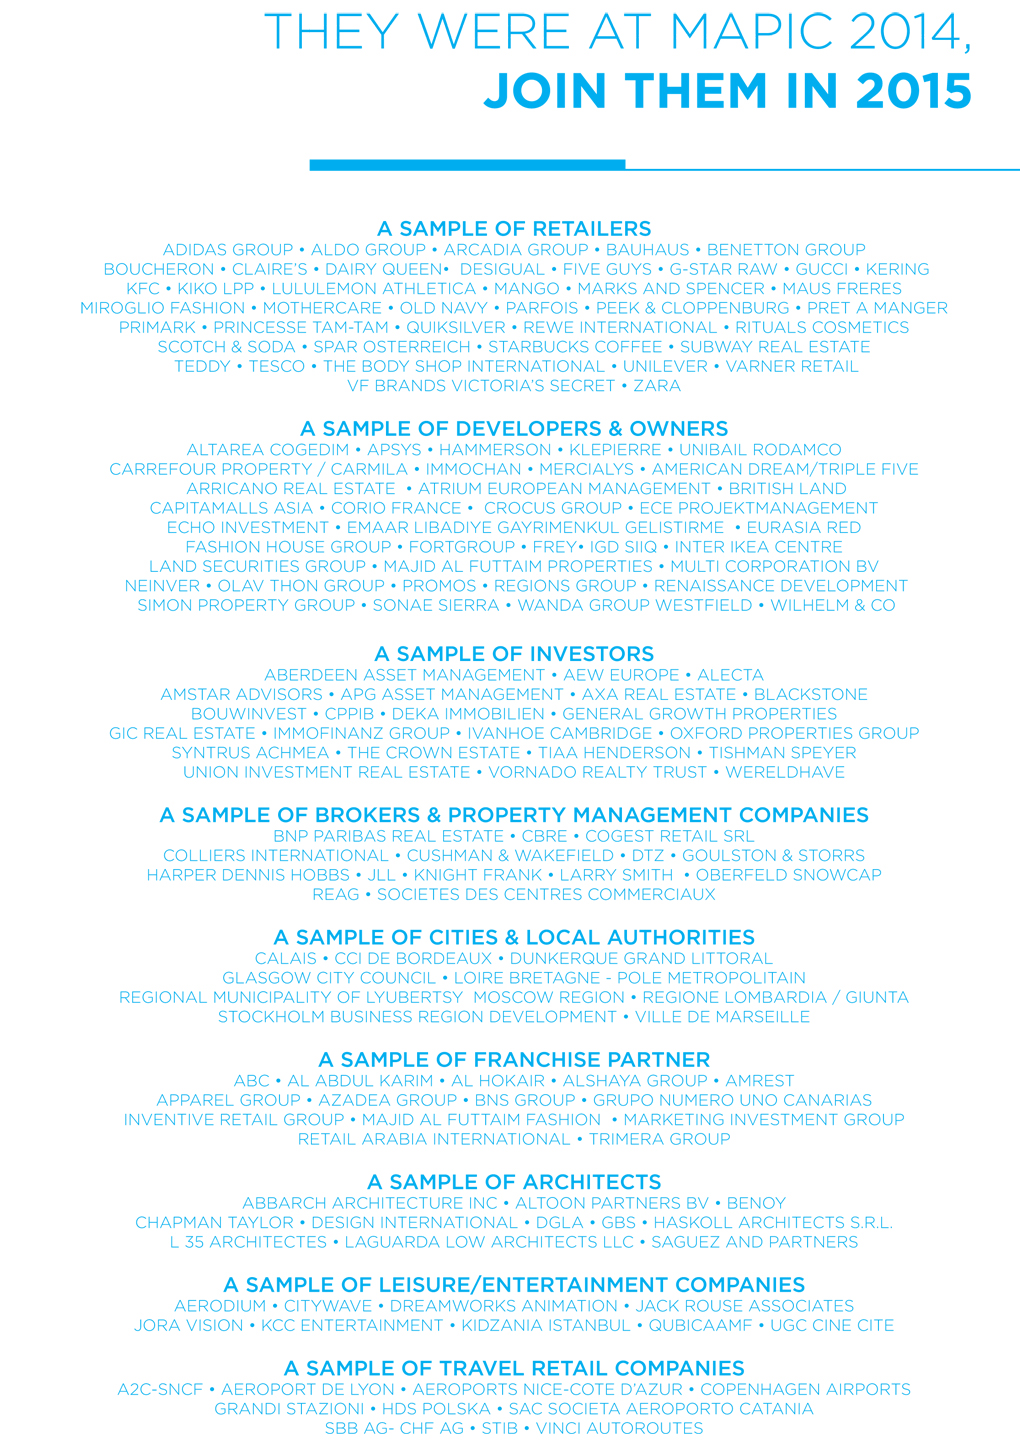 THEY WERE AT MAPIC 2014,
JOIN THEM IN 2015
A SAMPLE OF RETAILERS
ADIDAS GROUP • ALDO GROUP • ARCADIA GROUP • BAUHAUS • BENETTON GROUP
BOUCHERON • CLAIRE'S • DAIRY QUEEN• DESIGUAL • FIVE GUYS • G-STAR RAW • GUCCI • KERING
KFC • KIKO LPP • LULULEMON ATHLETICA • MANGO • MARKS AND SPENCER • MAUS FRERES
MIROGLIO FASHION • MOTHERCARE • OLD NAVY • PARFOIS • PEEK & CLOPPENBURG • PRET A MANGER
PRIMARK • PRINCESSE TAM-TAM • QUIKSILVER • REWE INTERNATIONAL • RITUALS COSMETICS
SCOTCH & SODA • SPAR OSTERREICH • STARBUCKS COFFEE • SUBWAY REAL ESTATE
TEDDY • TESCO • THE BODY SHOP INTERNATIONAL • UNILEVER • VARNER RETAIL
VF BRANDS VICTORIA'S SECRET • ZARA
A SAMPLE OF DEVELOPERS & OWNERS
ALTAREA COGEDIM • APSYS • HAMMERSON • KLEPIERRE • UNIBAIL RODAMCO
CARREFOUR PROPERTY / CARMILA • IMMOCHAN • MERCIALYS • AMERICAN DREAM/TRIPLE FIVE
ARRICANO REAL ESTATE • ATRIUM EUROPEAN MANAGEMENT • BRITISH LAND
CAPITAMALLS ASIA • CORIO FRANCE • CROCUS GROUP • ECE PROJEKTMANAGEMENT
ECHO INVESTMENT • EMAAR LIBADIYE GAYRIMENKUL GELISTIRME • EURASIA RED
FASHION HOUSE GROUP • FORTGROUP • FREY• IGD SIIQ • INTER IKEA CENTRE
LAND SECURITIES GROUP • MAJID AL FUTTAIM PROPERTIES • MULTI CORPORATION BV
NEINVER • OLAV THON GROUP • PROMOS • REGIONS GROUP • RENAISSANCE DEVELOPMENT
SIMON PROPERTY GROUP • SONAE SIERRA • WANDA GROUP WESTFIELD • WILHELM & CO
A SAMPLE OF INVESTORS
ABERDEEN ASSET MANAGEMENT • AEW EUROPE • ALECTA
AMSTAR ADVISORS • APG ASSET MANAGEMENT • AXA REAL ESTATE • BLACKSTONE
BOUWINVEST • CPPIB • DEKA IMMOBILIEN • GENERAL GROWTH PROPERTIES
GIC REAL ESTATE • IMMOFINANZ GROUP • IVANHOE CAMBRIDGE • OXFORD PROPERTIES GROUP
SYNTRUS ACHMEA • THE CROWN ESTATE • TIAA HENDERSON • TISHMAN SPEYER
UNION INVESTMENT REAL ESTATE • VORNADO REALTY TRUST • WERELDHAVE
A SAMPLE OF BROKERS & PROPERTY MANAGEMENT COMPANIES
BNP PARIBAS REAL ESTATE • CBRE • COGEST RETAIL SRL
COLLIERS INTERNATIONAL • CUSHMAN & WAKEFIELD • DTZ • GOULSTON & STORRS
HARPER DENNIS HOBBS • JLL • KNIGHT FRANK • LARRY SMITH • OBERFELD SNOWCAP
REAG • SOCIETES DES CENTRES COMMERCIAUX
A SAMPLE OF CITIES & LOCAL AUTHORITIES
CALAIS • CCI DE BORDEAUX • DUNKERQUE GRAND LITTORAL
GLASGOW CITY COUNCIL • LOIRE BRETAGNE - POLE METROPOLITAIN
REGIONAL MUNICIPALITY OF LYUBERTSY MOSCOW REGION • REGIONE LOMBARDIA / GIUNTA
STOCKHOLM BUSINESS REGION DEVELOPMENT • VILLE DE MARSEILLE
A SAMPLE OF FRANCHISE PARTNER
ABC • AL ABDUL KARIM • AL HOKAIR • ALSHAYA GROUP • AMREST
APPAREL GROUP • AZADEA GROUP • BNS GROUP • GRUPO NUMERO UNO CANARIAS
INVENTIVE RETAIL GROUP • MAJID AL FUTTAIM FASHION • MARKETING INVESTMENT GROUP
RETAIL ARABIA INTERNATIONAL • TRIMERA GROUP
A SAMPLE OF ARCHITECTS
ABBARCH ARCHITECTURE INC • ALTOON PARTNERS BV • BENOY
CHAPMAN TAYLOR • DESIGN INTERNATIONAL • DGLA • GBS • HASKOLL ARCHITECTS S.R.L.
L 35 ARCHITECTES • LAGUARDA LOW ARCHITECTS LLC • SAGUEZ AND PARTNERS
A SAMPLE OF LEISURE/ENTERTAINMENT COMPANIES
AERODIUM • CITYWAVE • DREAMWORKS ANIMATION • JACK ROUSE ASSOCIATES
JORA VISION • KCC ENTERTAINMENT • KIDZANIA ISTANBUL • QUBICAAMF • UGC CINE CITE
A SAMPLE OF TRAVEL RETAIL COMPANIES
A2C-SNCF • AEROPORT DE LYON • AEROPORTS NICE-COTE D'AZUR • COPENHAGEN AIRPORTS
GRANDI STAZIONI • HDS POLSKA • SAC SOCIETA AEROPORTO CATANIA
SBB AG- CHF AG • STIB • VINCI AUTOROUTES